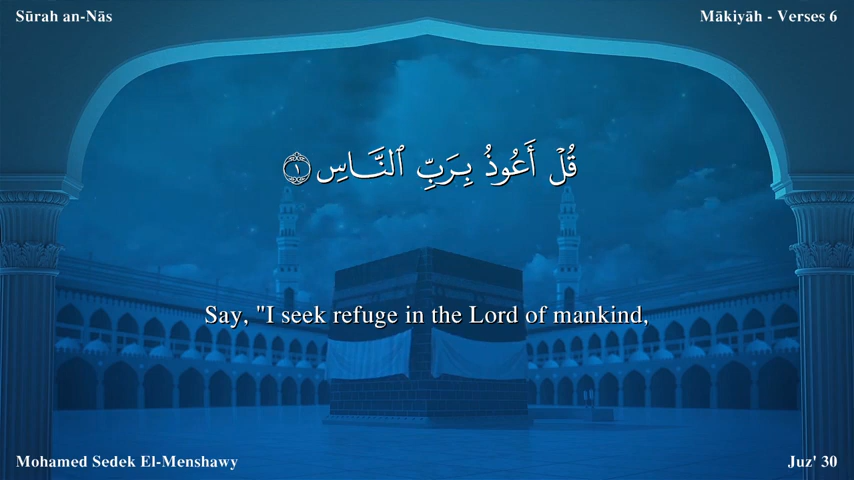 Sūrah an-Nās
Mākiyàh - Verses 6
قُلۡ أَعُوذُ بِرَبِّ ٱلنَّاسِ ١
Say, "I seek refuge in the Lord of mankind,
Mohamed Sedek El-Menshawy
Juz' 30